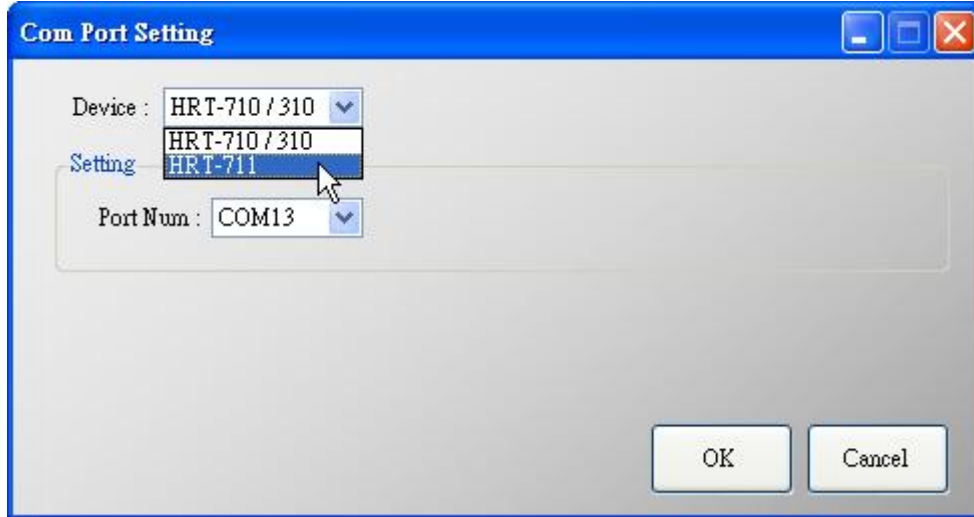 Com Port Setting
Device : HRT-710 / 310
HRT-710 / 310
HRT-711
Setting
Port Num : COM13
OK
Cancel